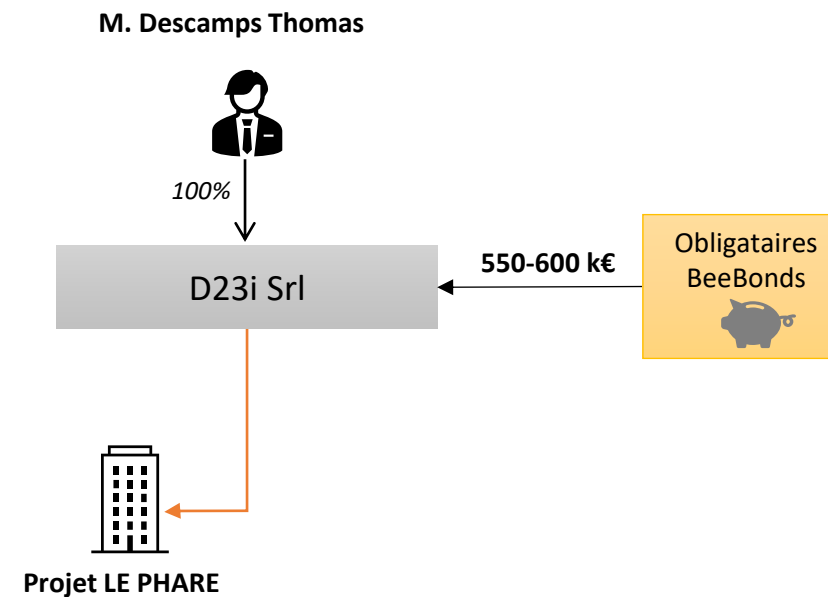 M. Descamps Thomas
100%
D23i Srl
550-600 k€
Obligataires
BeeBonds
Projet LE PHARE